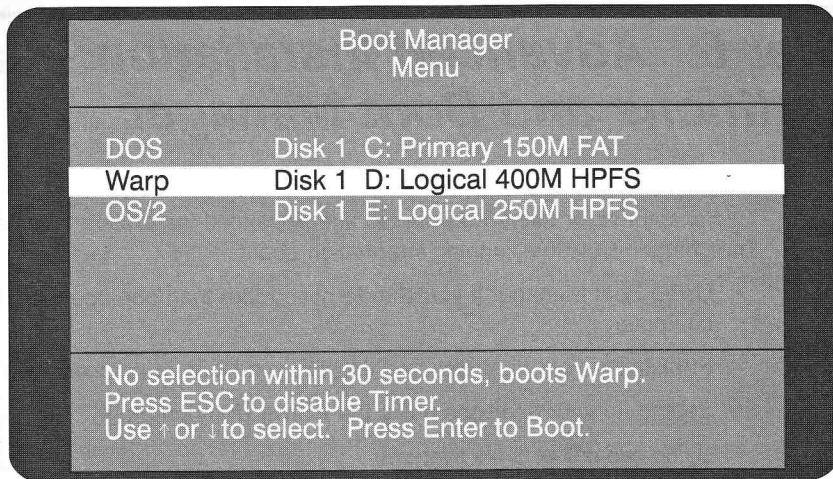 Boot Manager
Menu
DOS Disk 1 C: Primary 150M FAT
Warp Disk 1 D: Logical 400M HPFS
OS/2 Disk 1 E: Logical 250M HPFS
No selection within 30 seconds, boots Warp.
Press ESC to disable Timer.
Use ↑ or ↓ to select. Press Enter to Boot.